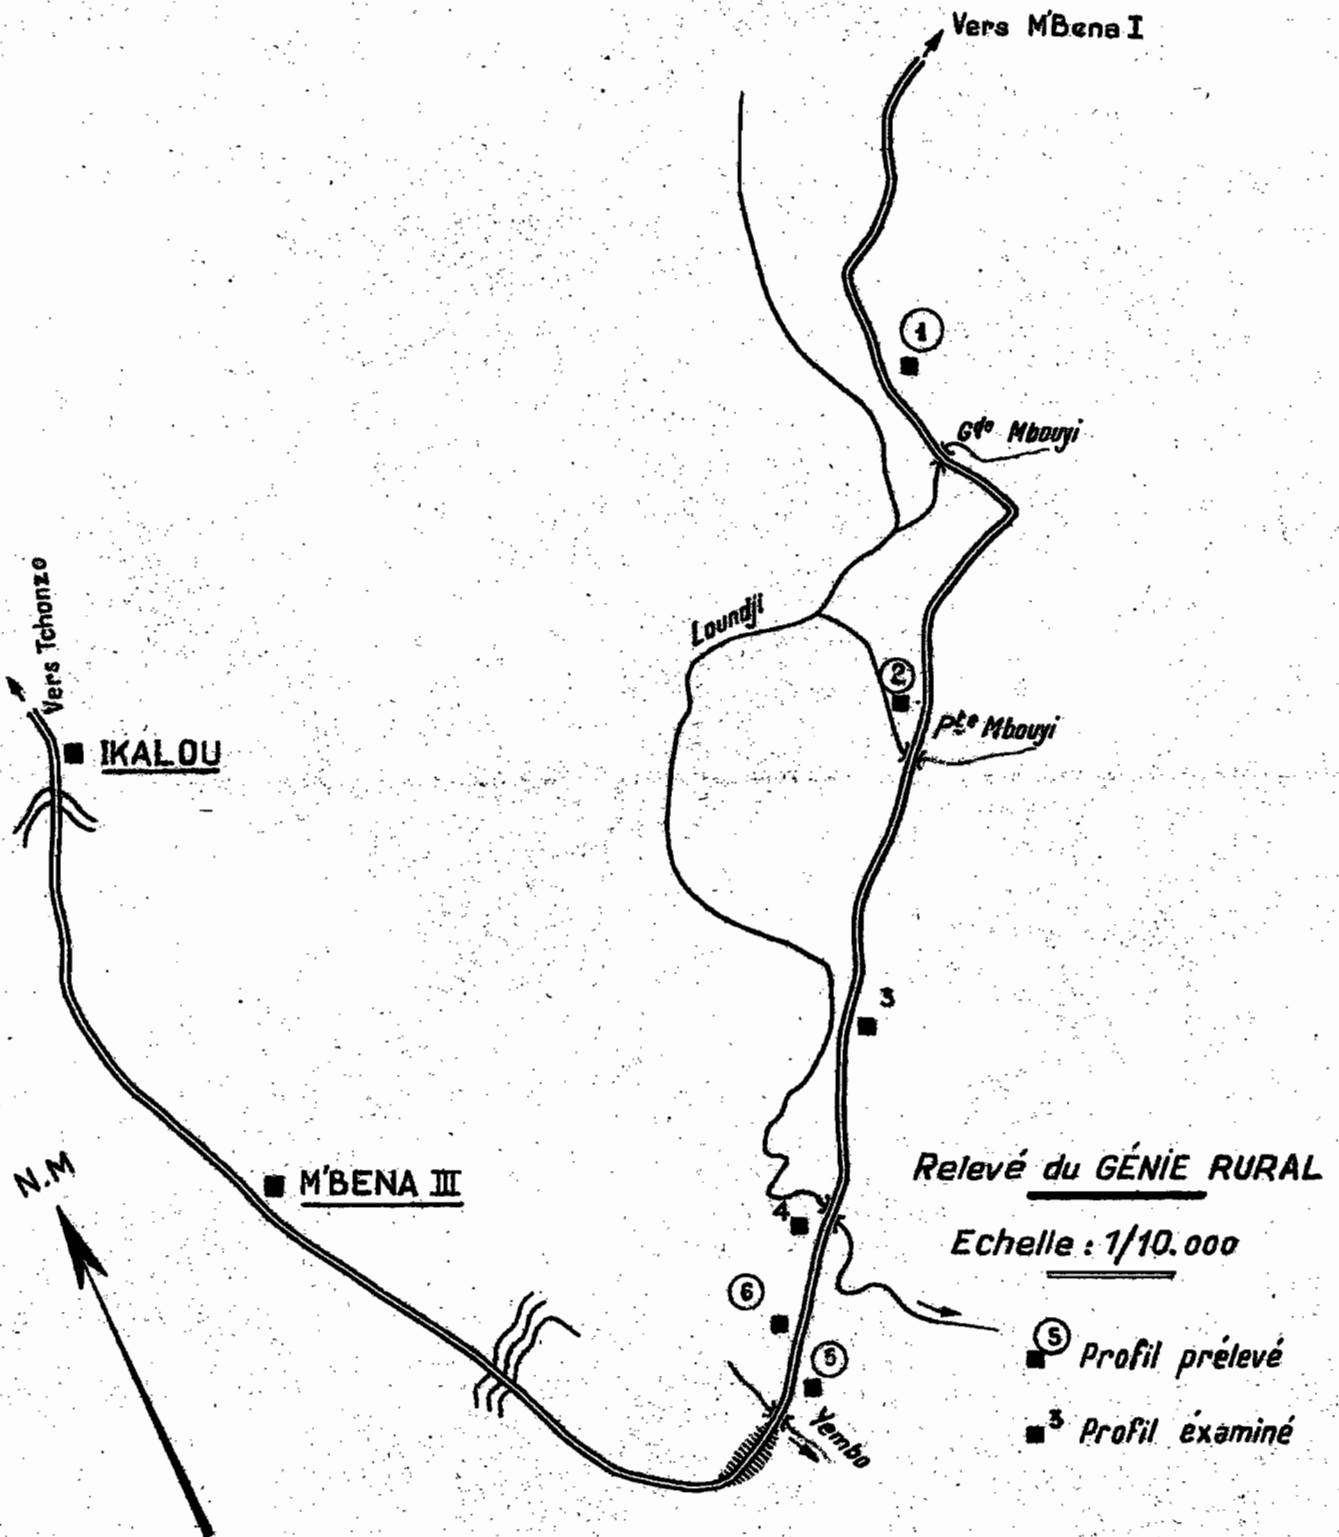 Vers M'Bena I
1
Gde Mbouyi
Loundji
2
Pte Mbouyi
Vers Tchonzo
IKALOU
3
N.M
M'BENA III
4
Relevé du GÉNIE RURAL
Echelle : 1/10.000
6
5
Yembo
5 Profil prélevé
3 Profil éxaminé